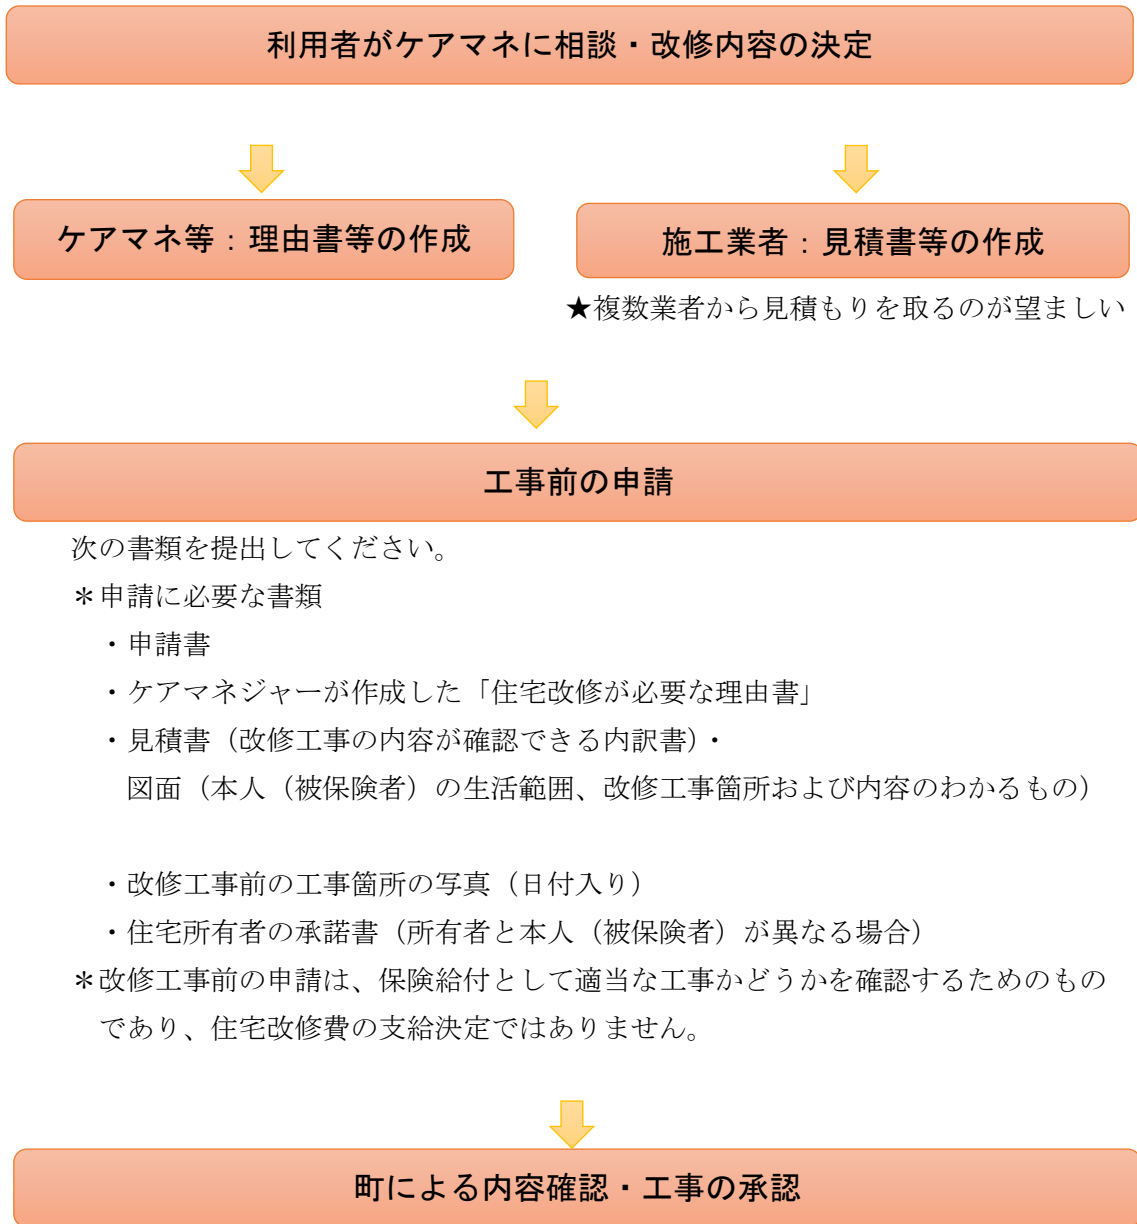 利用者がケアマネに相談・改修内容の決定
ケアマネ等：理由書等の作成
施工業者：見積書等の作成
★複数業者から見積もりを取るのが望ましい
工事前の申請
次の書類を提出してください。
＊申請に必要な書類
・申請書
・ケアマネジャーが作成した「住宅改修が必要な理由書」
・見積書（改修工事の内容が確認できる内訳書）・
図面（本人（被保険者）の生活範囲、改修工事箇所および内容のわかるもの）
・改修工事前の工事箇所の写真（日付入り）
・住宅所有者の承諾書（所有者と本人（被保険者）が異なる場合）
＊改修工事前の申請は、保険給付として適当な工事かどうかを確認するためのもの
であり、住宅改修費の支給決定ではありません。
町による内容確認・工事の承認